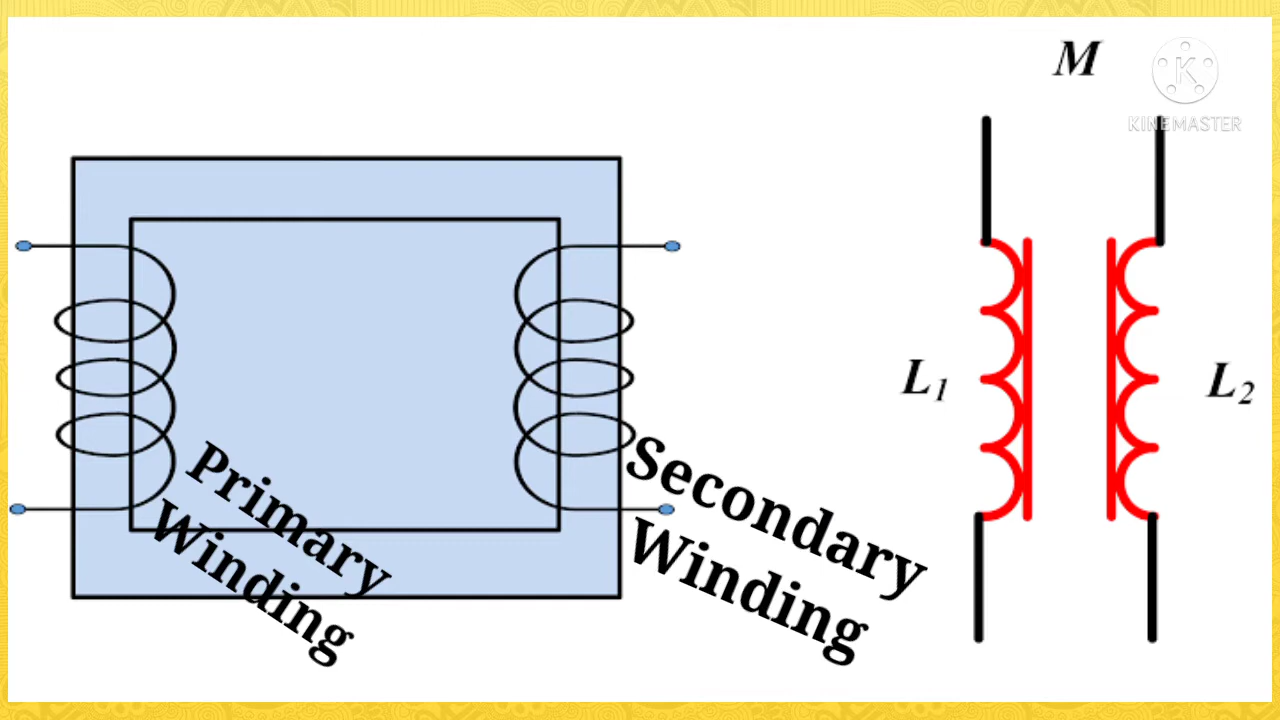 M
K
KINEMASTER
L1
L2
Primary
Winding
Secondary
Winding